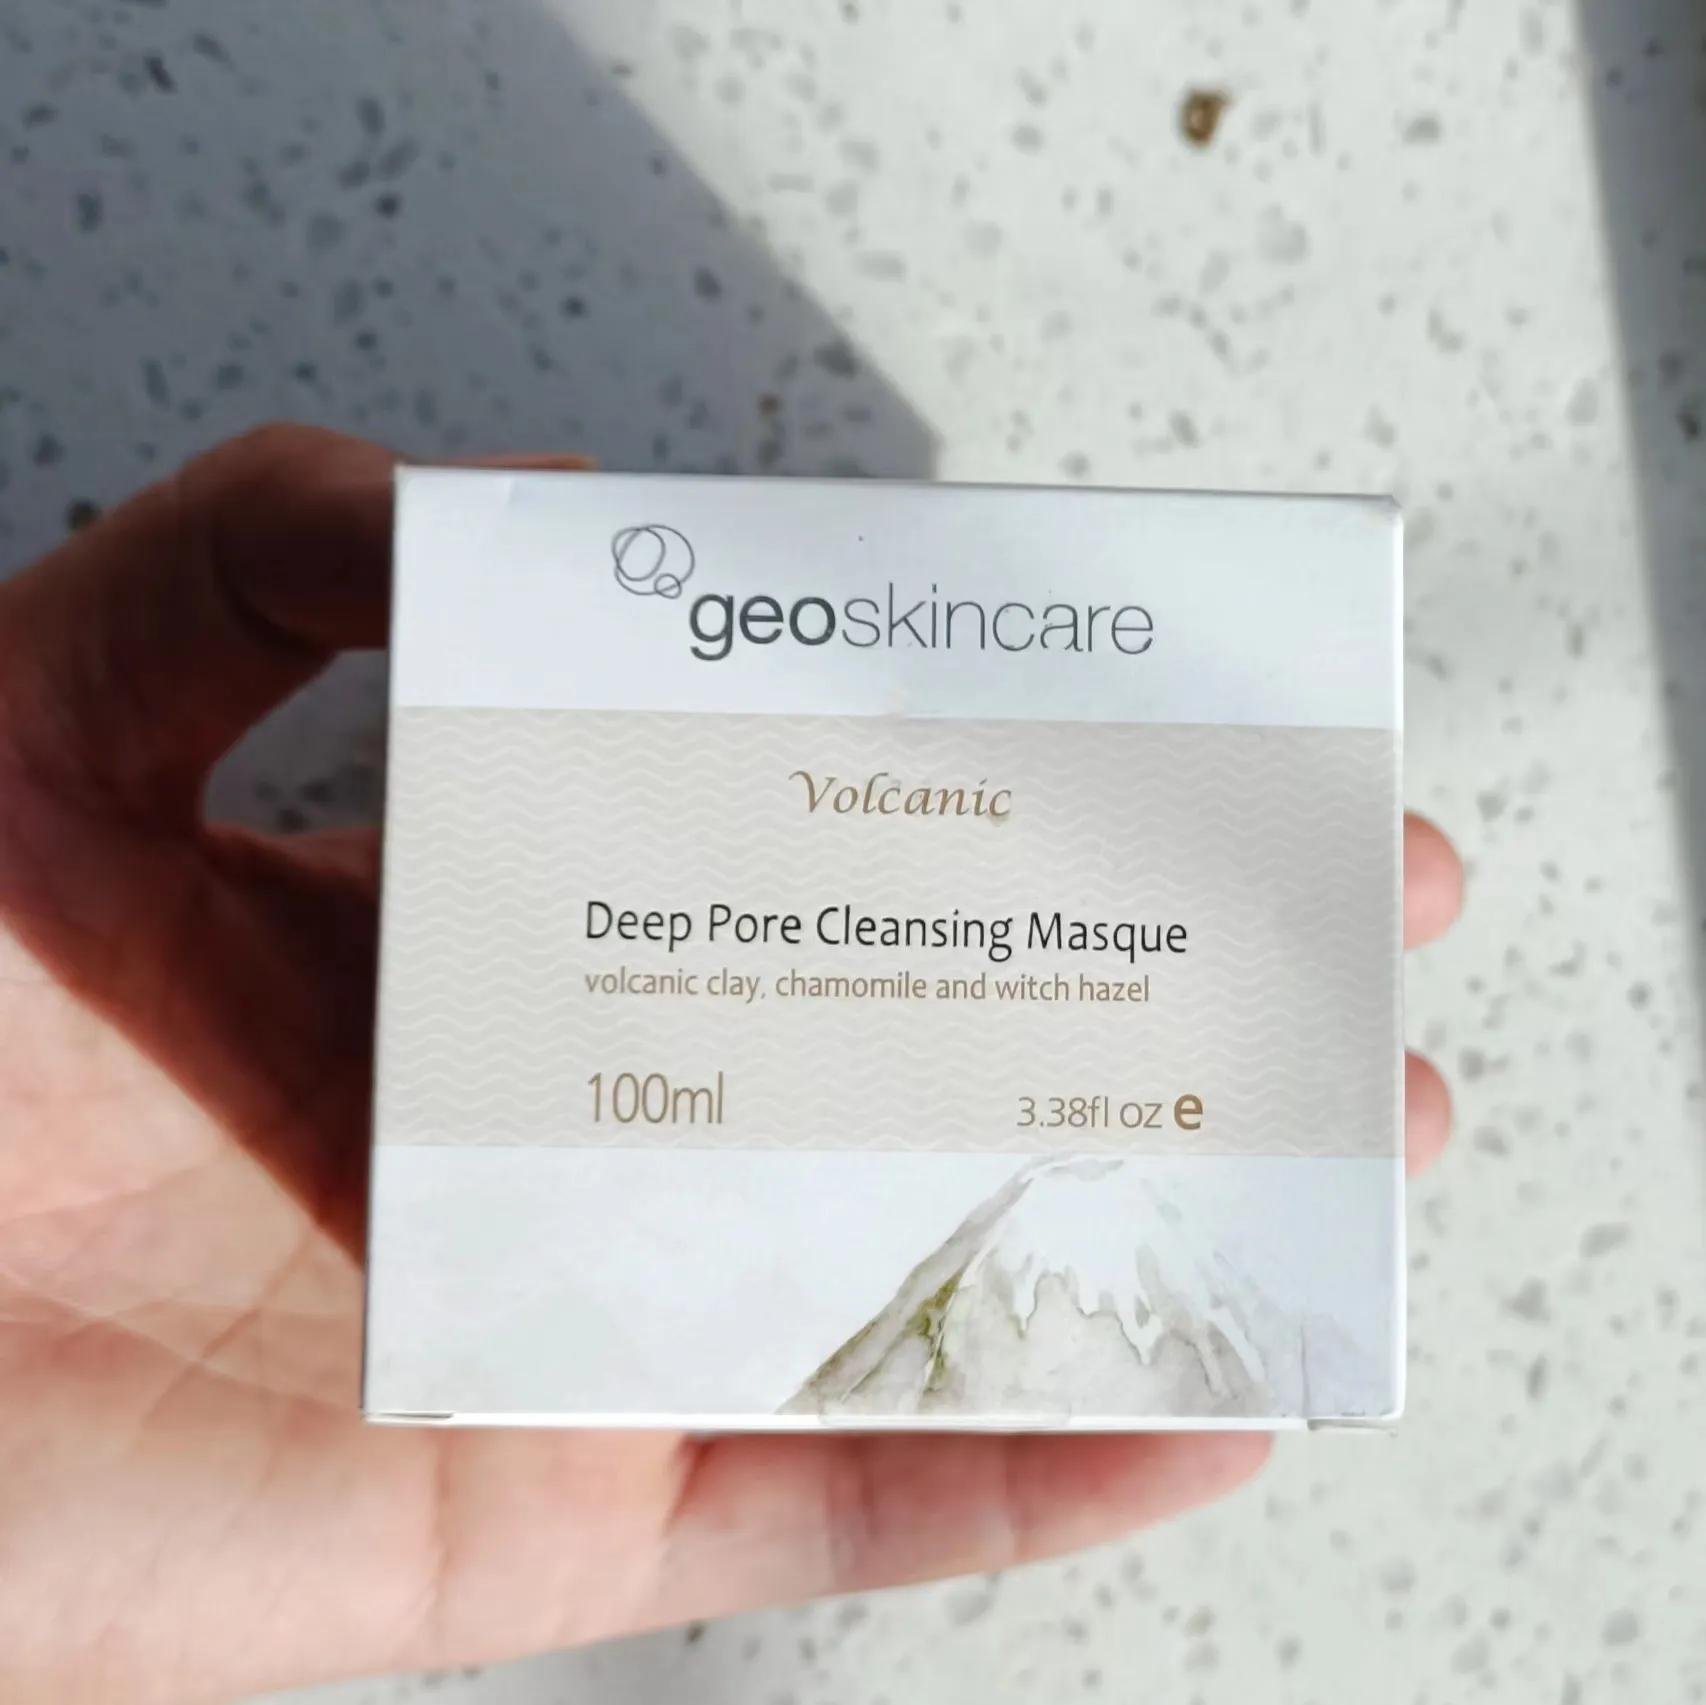 geoskincare
Volcanic
Deep Pore Cleansing Masque
volcanic clay, chamomile and witch hazel
100ml 3.38fl oz e